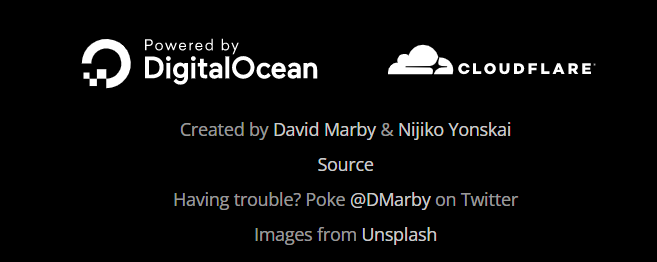 Powered by
DigitalOcean
CLOUDFLARE
Created by David Marby & Nijiko Yonskai
Source
Having trouble? Poke @DMarby on Twitter
Images from Unsplash